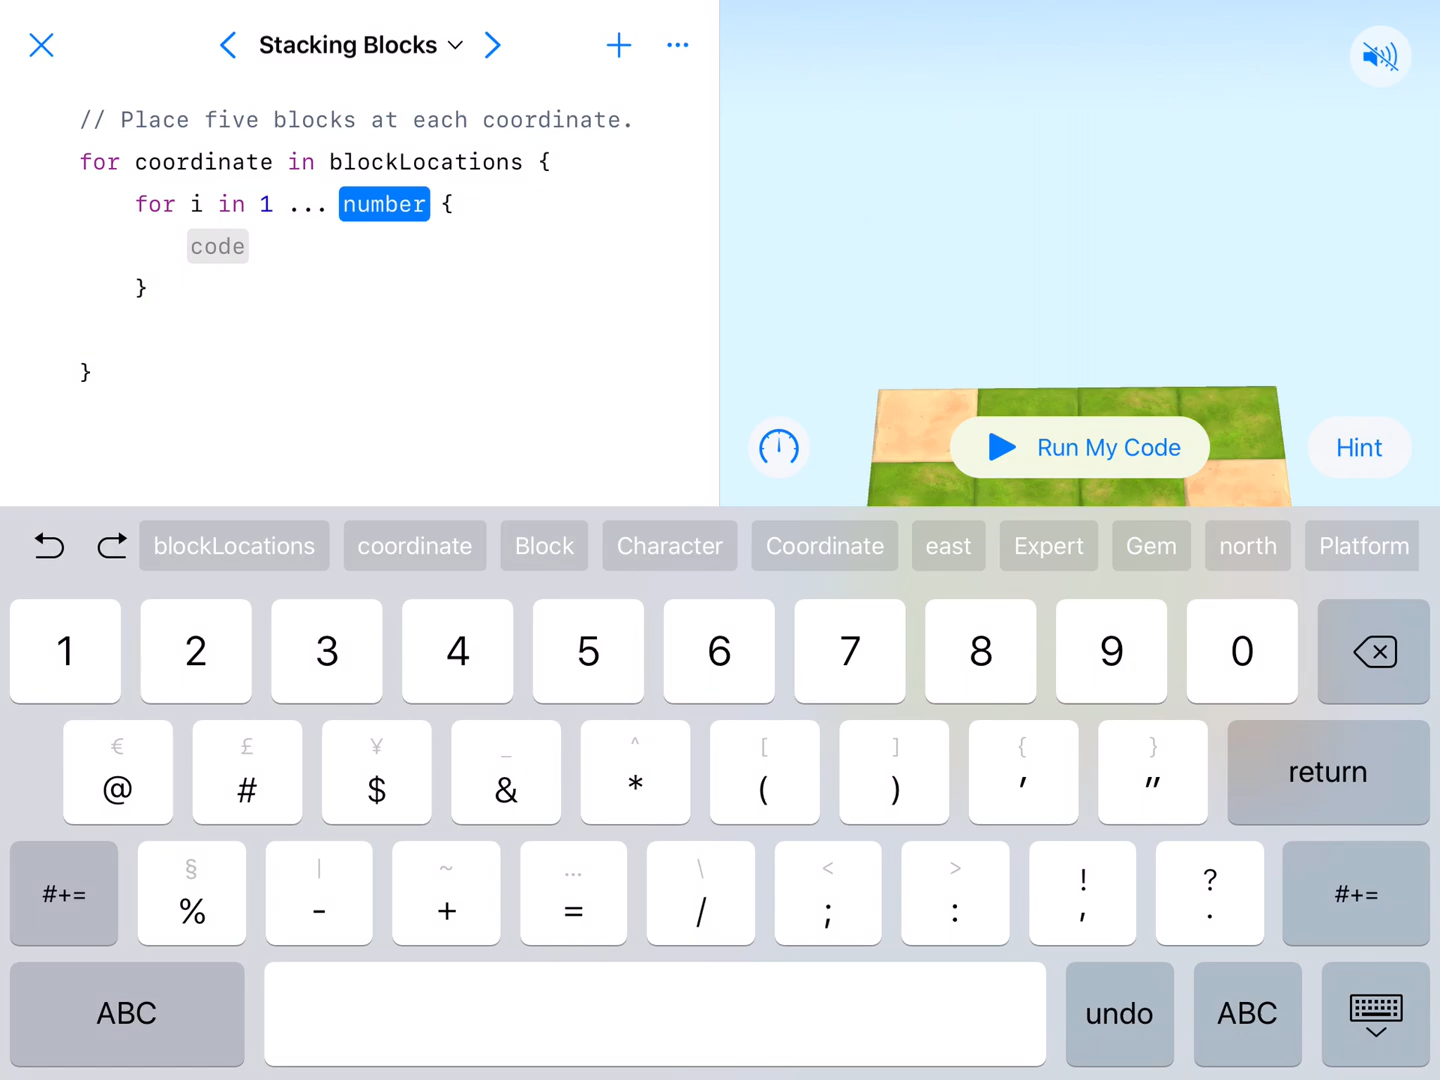 Stacking Blocks
// Place five blocks at each coordinate.
for coordinate in blockLocations {
for i in 1 ... number {
code
}
}
Run My Code
Hint
blockLocations coordinate Block Character Coordinate east Expert Gem north Platform
1 2 3 4 5 6 7 8 9 0
€ £ ¥ _ ^ [ ] { }
@ # $ & * ( ) ' " return
§ | ~ … \ < > ! ?
#+= % - + = / ; : , . #+=
ABC undo ABC